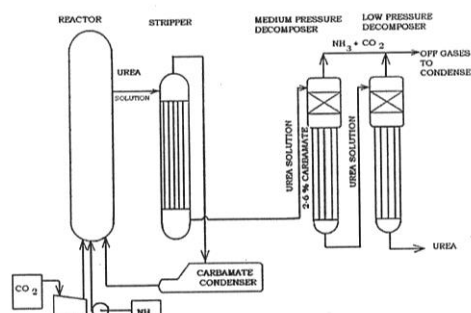 REACTOR
STRIPPER
MEDIUM PRESSURE
DECOMPOSER
LOW PRESSURE
DECOMPOSER
NH3 + CO2
OFF GASES
TO
CONDENSE
UREA
SOLUTION
UREA SOLUTION
2-6 % CARBAMATE
UREA SOLUTION
UREA
CARBAMATE
CONDENSER
CO2
NH